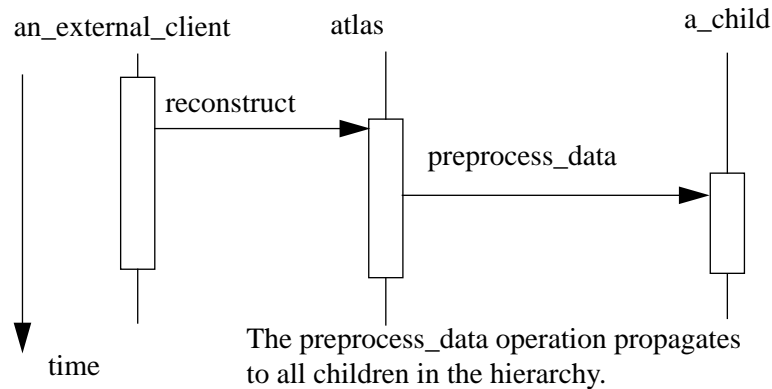 an_external_client
atlas
a_child
reconstruct
preprocess_data
The preprocess_data operation propagates
to all children in the hierarchy.
time